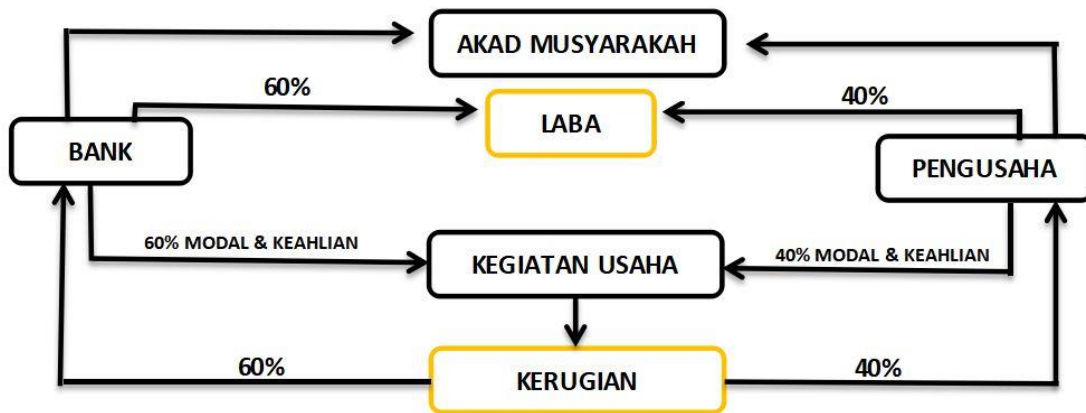 AKAD MUSYARAKAH
60%
40%
LABA
BANK
PENGUSAHA
60% MODAL & KEAHLIAN
KEGIATAN USAHA
40% MODAL & KEAHLIAN
60%
KERUGIAN
40%